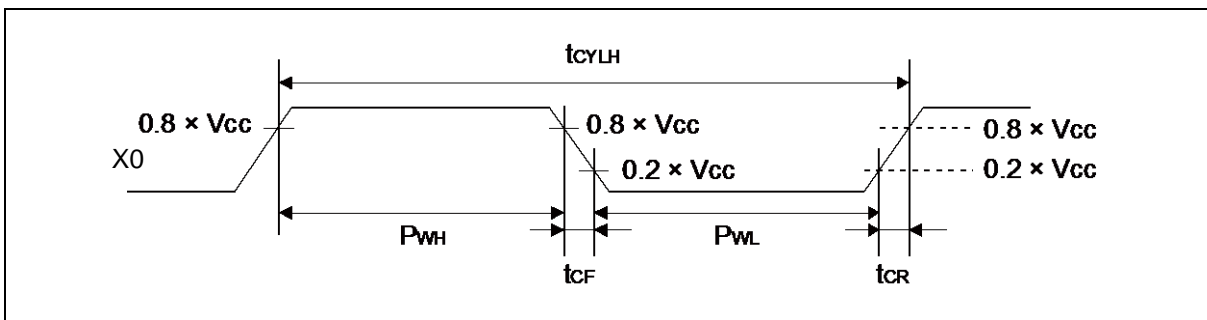 tCYLH
0.8 × Vcc
0.8 × Vcc
0.8 × Vcc
X0
0.2 × Vcc
0.2 × Vcc
PWH
PWL
tCF
tCR